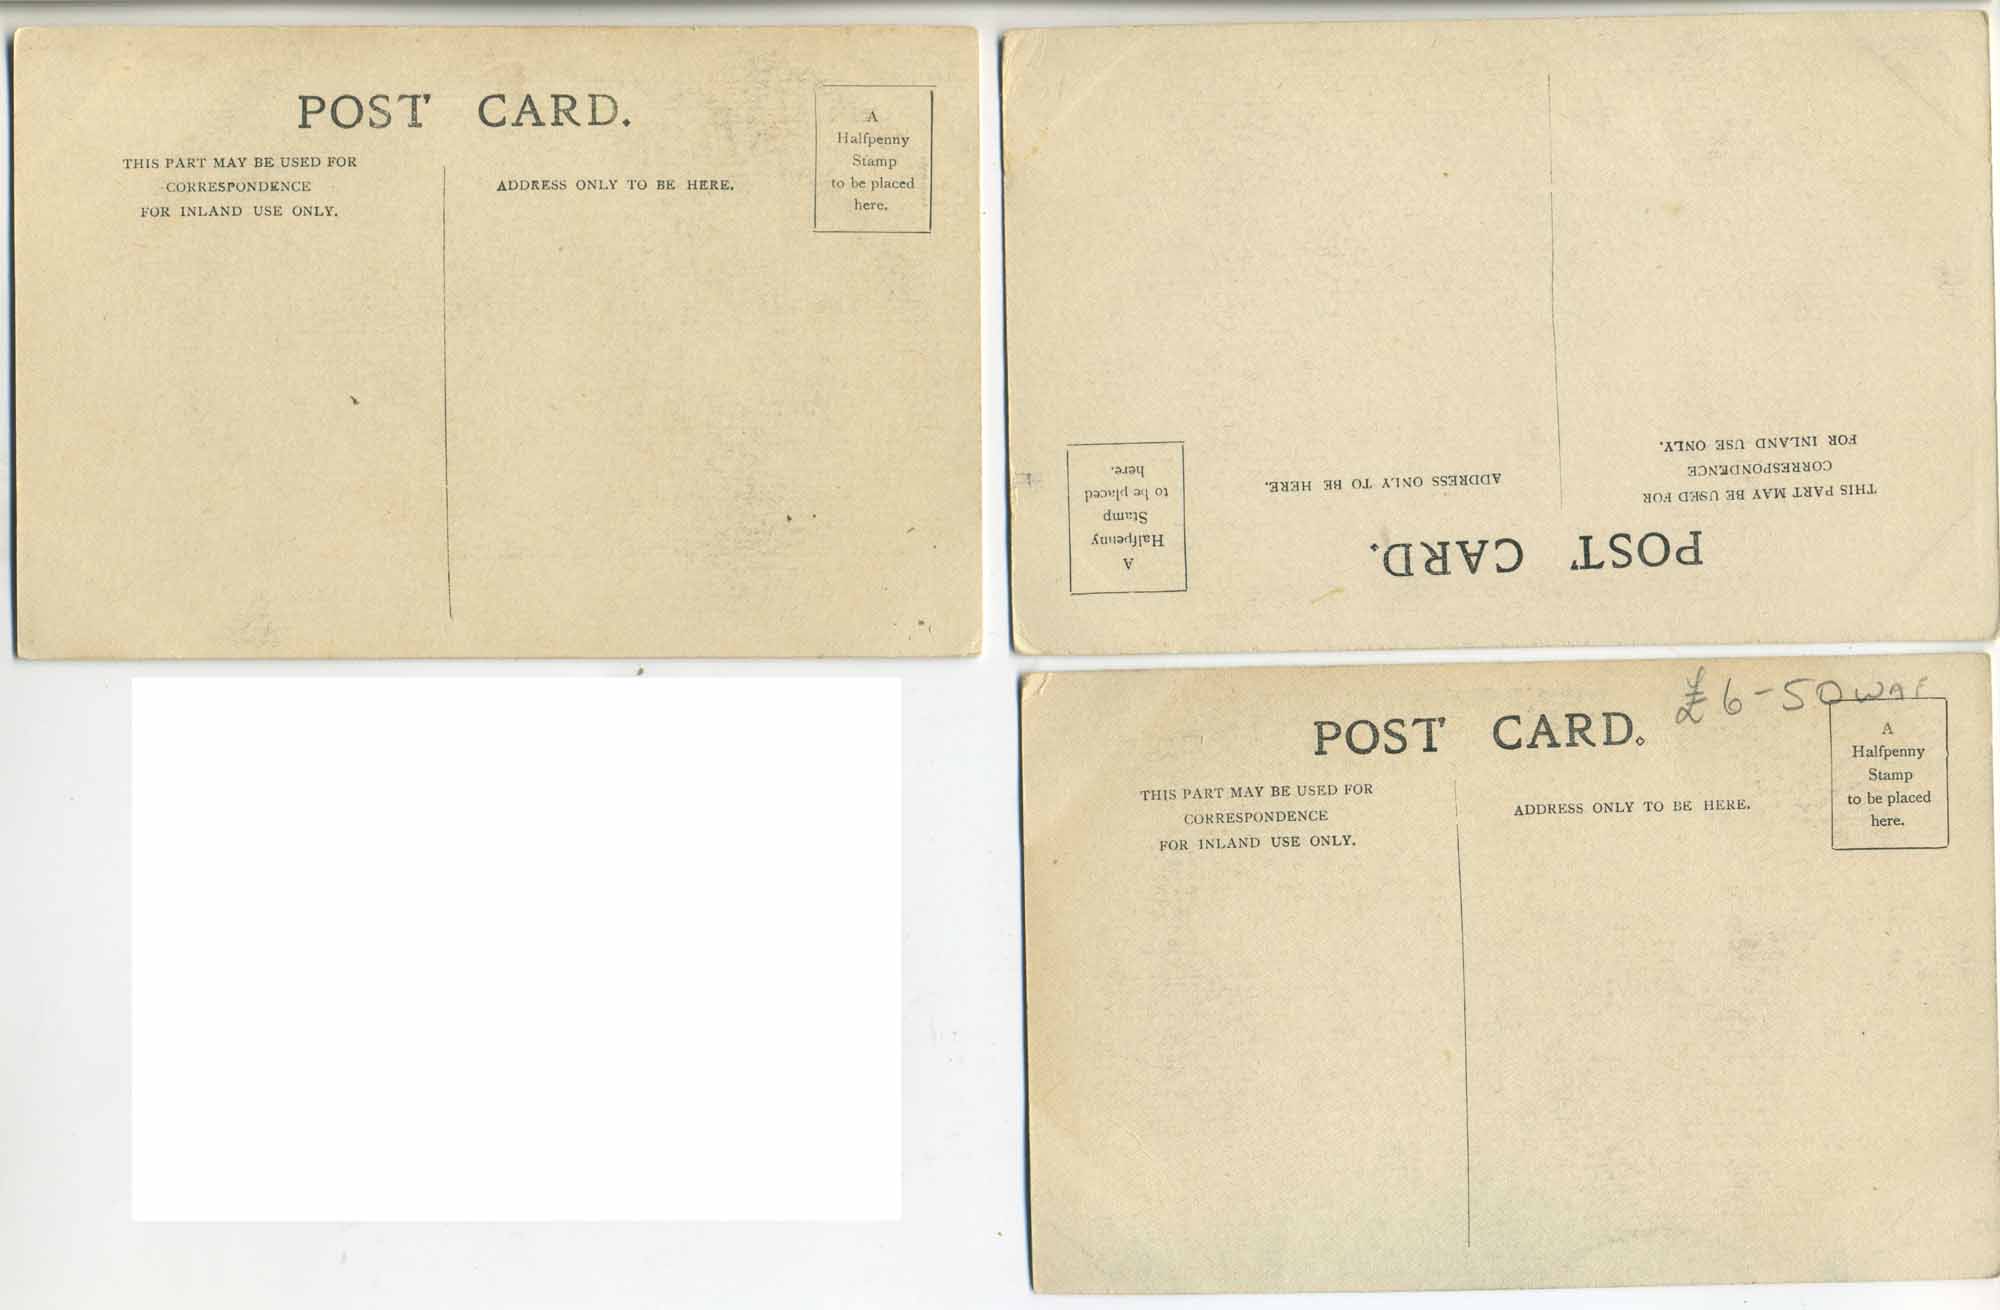 POST CARD.
THIS PART MAY BE USED FOR
CORRESPONDENCE
FOR INLAND USE ONLY.
ADDRESS ONLY TO BE HERE.
A
Halfpenny
Stamp
to be placed
here.
POST CARD.
THIS PART MAY BE USED FOR
CORRESPONDENCE
FOR INLAND USE ONLY.
ADDRESS ONLY TO BE HERE.
A
Halfpenny
Stamp
to be placed
here.
£6-50 WAF
POST CARD.
THIS PART MAY BE USED FOR
CORRESPONDENCE
FOR INLAND USE ONLY.
ADDRESS ONLY TO BE HERE.
A
Halfpenny
Stamp
to be placed
here.